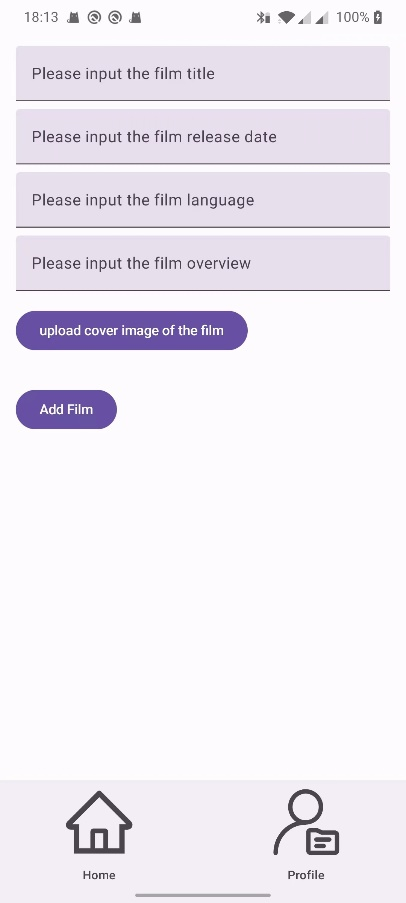 18:13 100%
Please input the film title
Please input the film release date
Please input the film language
Please input the film overview
upload cover image of the film
Add Film
Home Profile